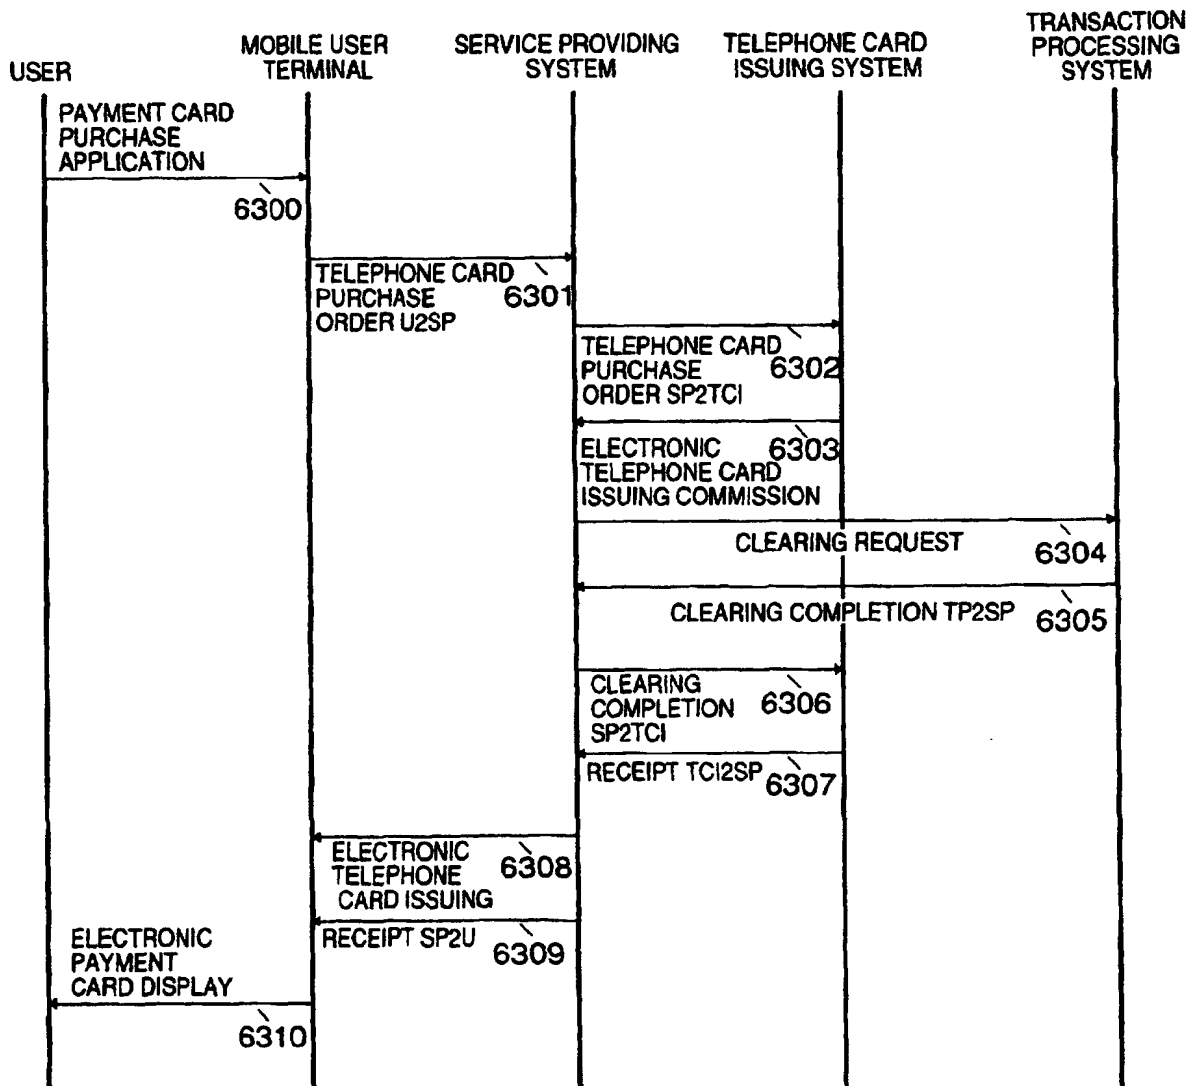 USER
MOBILE USER
TERMINAL
SERVICE PROVIDING
SYSTEM
TELEPHONE CARD
ISSUING SYSTEM
TRANSACTION
PROCESSING
SYSTEM
PAYMENT CARD
PURCHASE
APPLICATION
6300
TELEPHONE CARD
PURCHASE
ORDER U2SP
6301
TELEPHONE CARD
PURCHASE
ORDER SP2TCI
6302
ELECTRONIC
TELEPHONE CARD
ISSUING COMMISSION
6303
CLEARING REQUEST
6304
CLEARING COMPLETION TP2SP
6305
CLEARING
COMPLETION
SP2TCI
6306
RECEIPT TCI2SP
6307
ELECTRONIC
TELEPHONE
CARD ISSUING
6308
RECEIPT SP2U
6309
ELECTRONIC
PAYMENT
CARD DISPLAY
6310